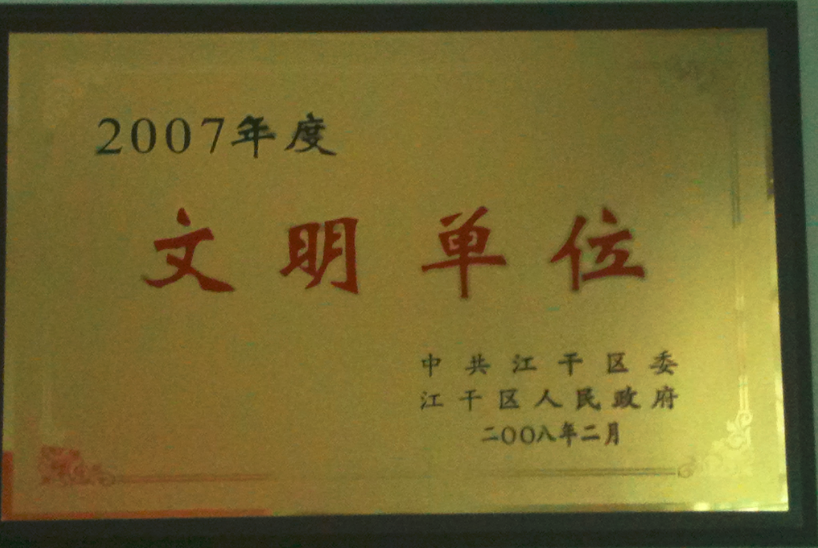 2007年度
文明单位
中共江干区委
江干区人民政府
二〇〇八年二月